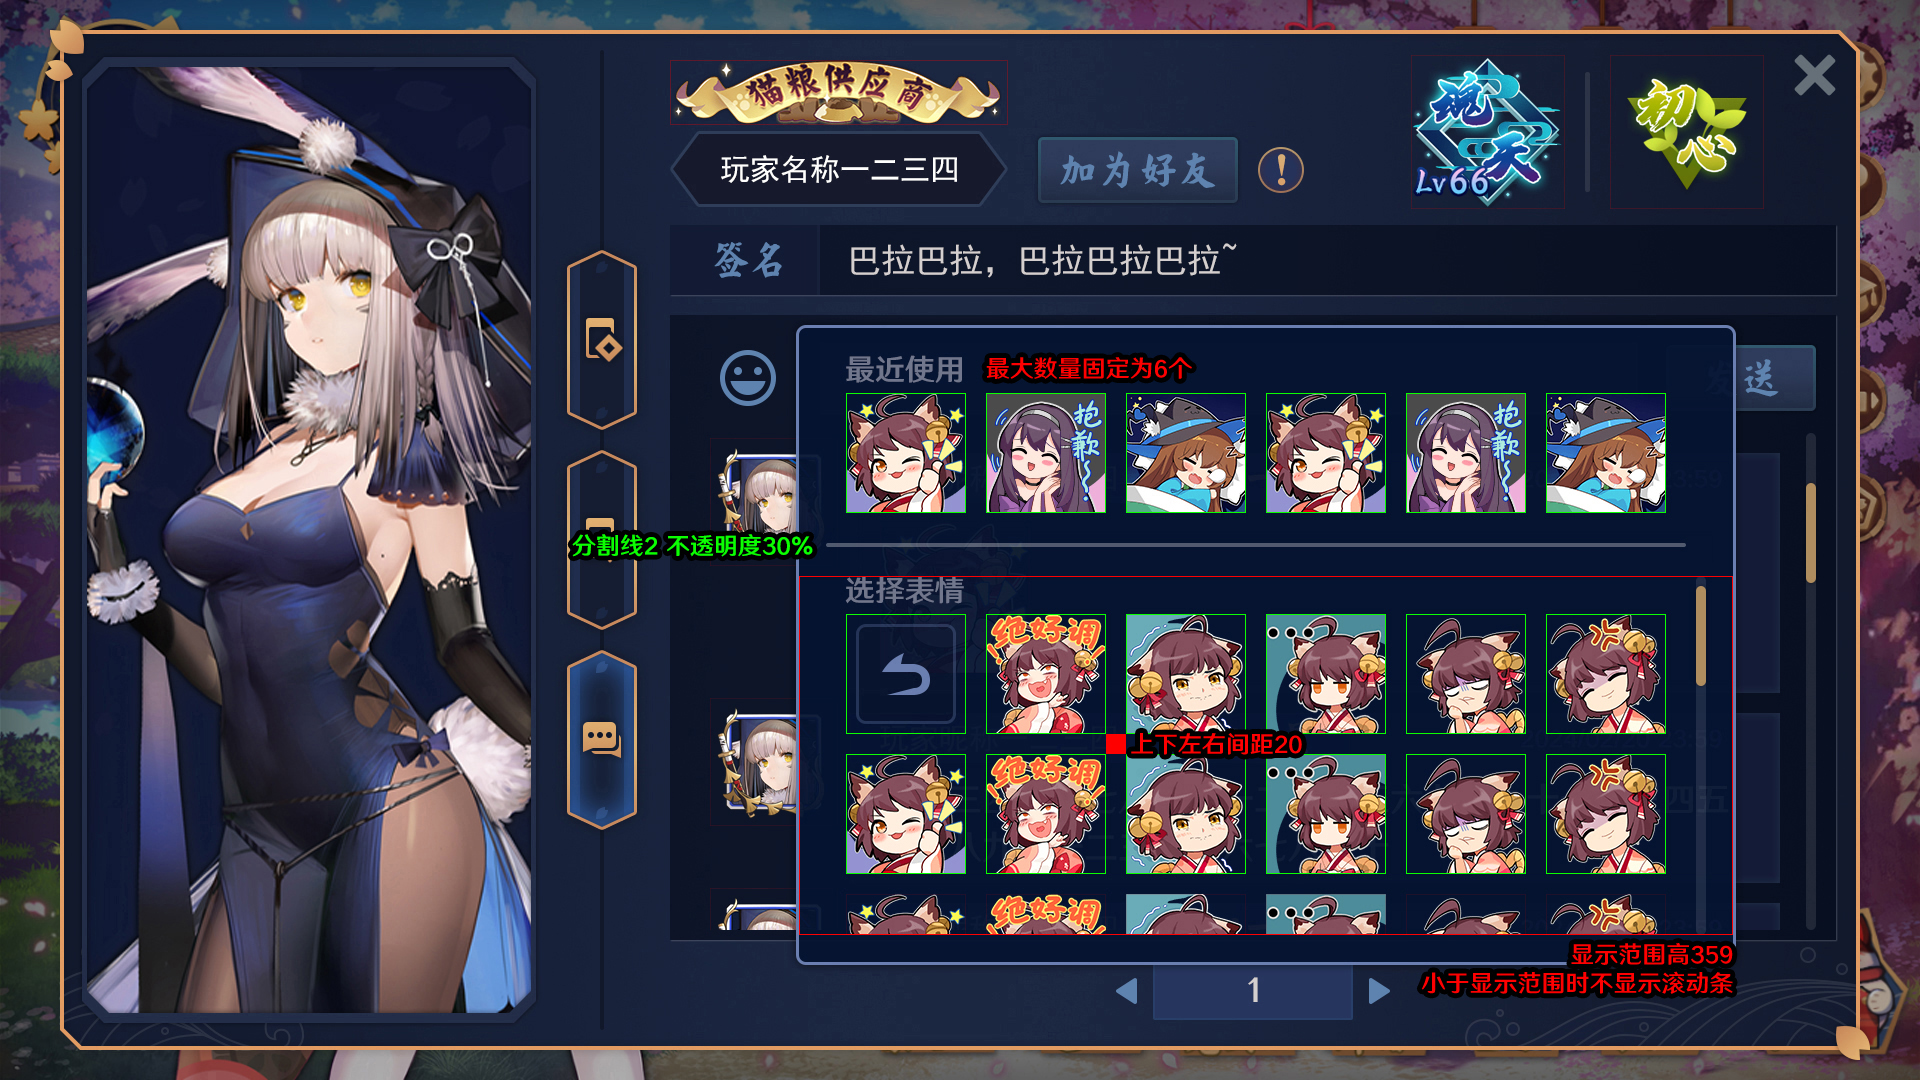 猫粮供应商
玩家名称一二三四
加为好友
!
魂天
Lv66
初心
签名
巴拉巴拉，巴拉巴拉巴拉~
最近使用
最大数量固定为6个
送
抱歉~
抱歉~
分割线2 不透明度30%
选择表情
绝好调
上下左右间距20
绝好调
绝好调
显示范围高359
小于显示范围时不显示滚动条
1